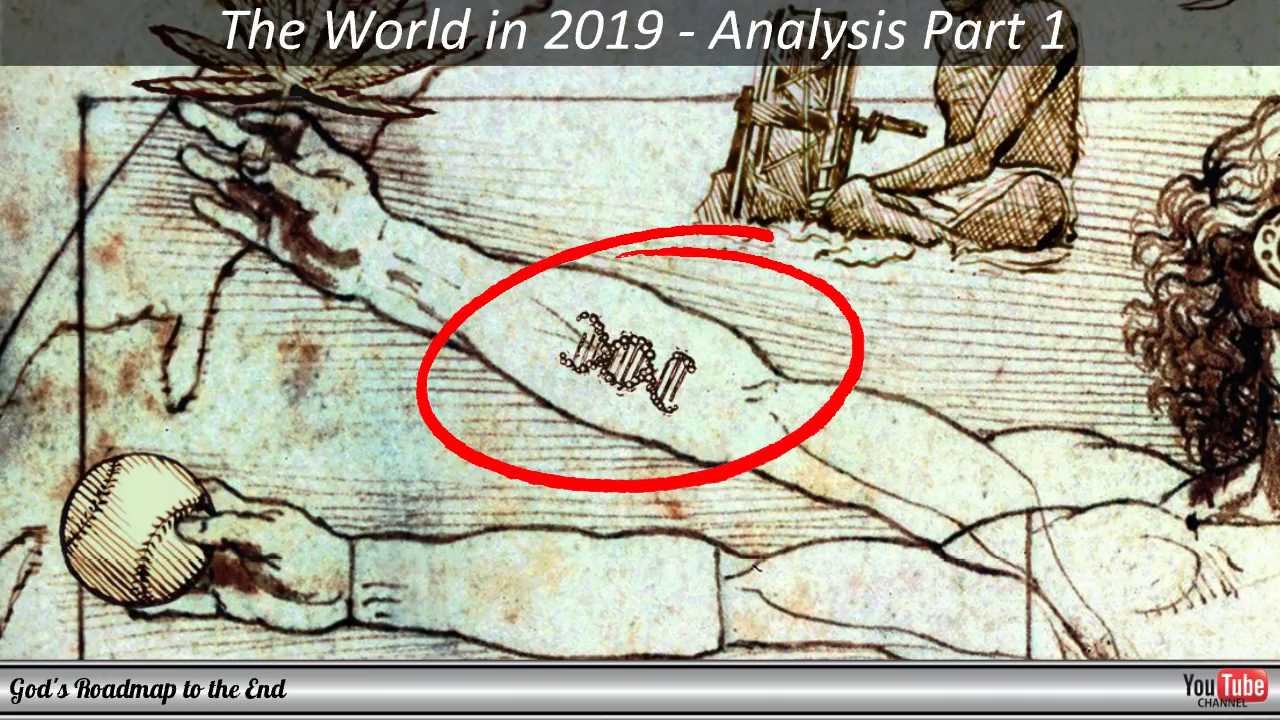 The World in 2019 - Analysis Part 1
God's Roadmap to the End
YouTube
CHANNEL